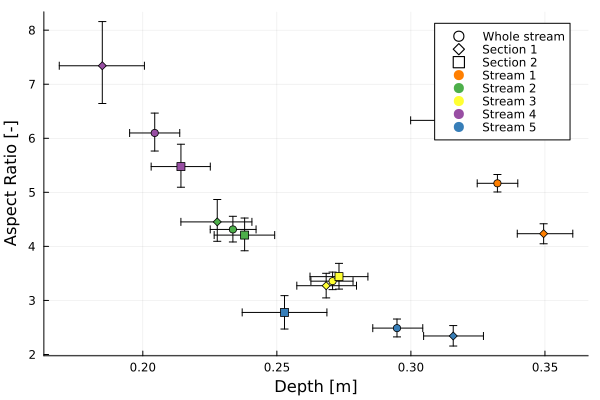 8
7
6
5
4
3
2
Aspect Ratio [-]
Whole stream
Section 1
Section 2
Stream 1
Stream 2
Stream 3
Stream 4
Stream 5
0.20
0.25
0.30
0.35
Depth [m]